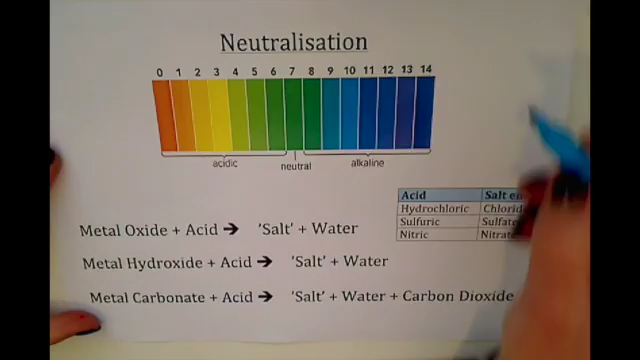 Neutralisation
0 1 2 3 4 5 6 7 8 9 10 11 12 13 14
acidic neutral alkaline
Acid Salt
Hydrochloric
Sulfuric
Nitric
Metal Oxide + Acid → 'Salt' + Water
Metal Hydroxide + Acid → 'Salt' + Water
Metal Carbonate + Acid → 'Salt' + Water + Carbon Dioxide